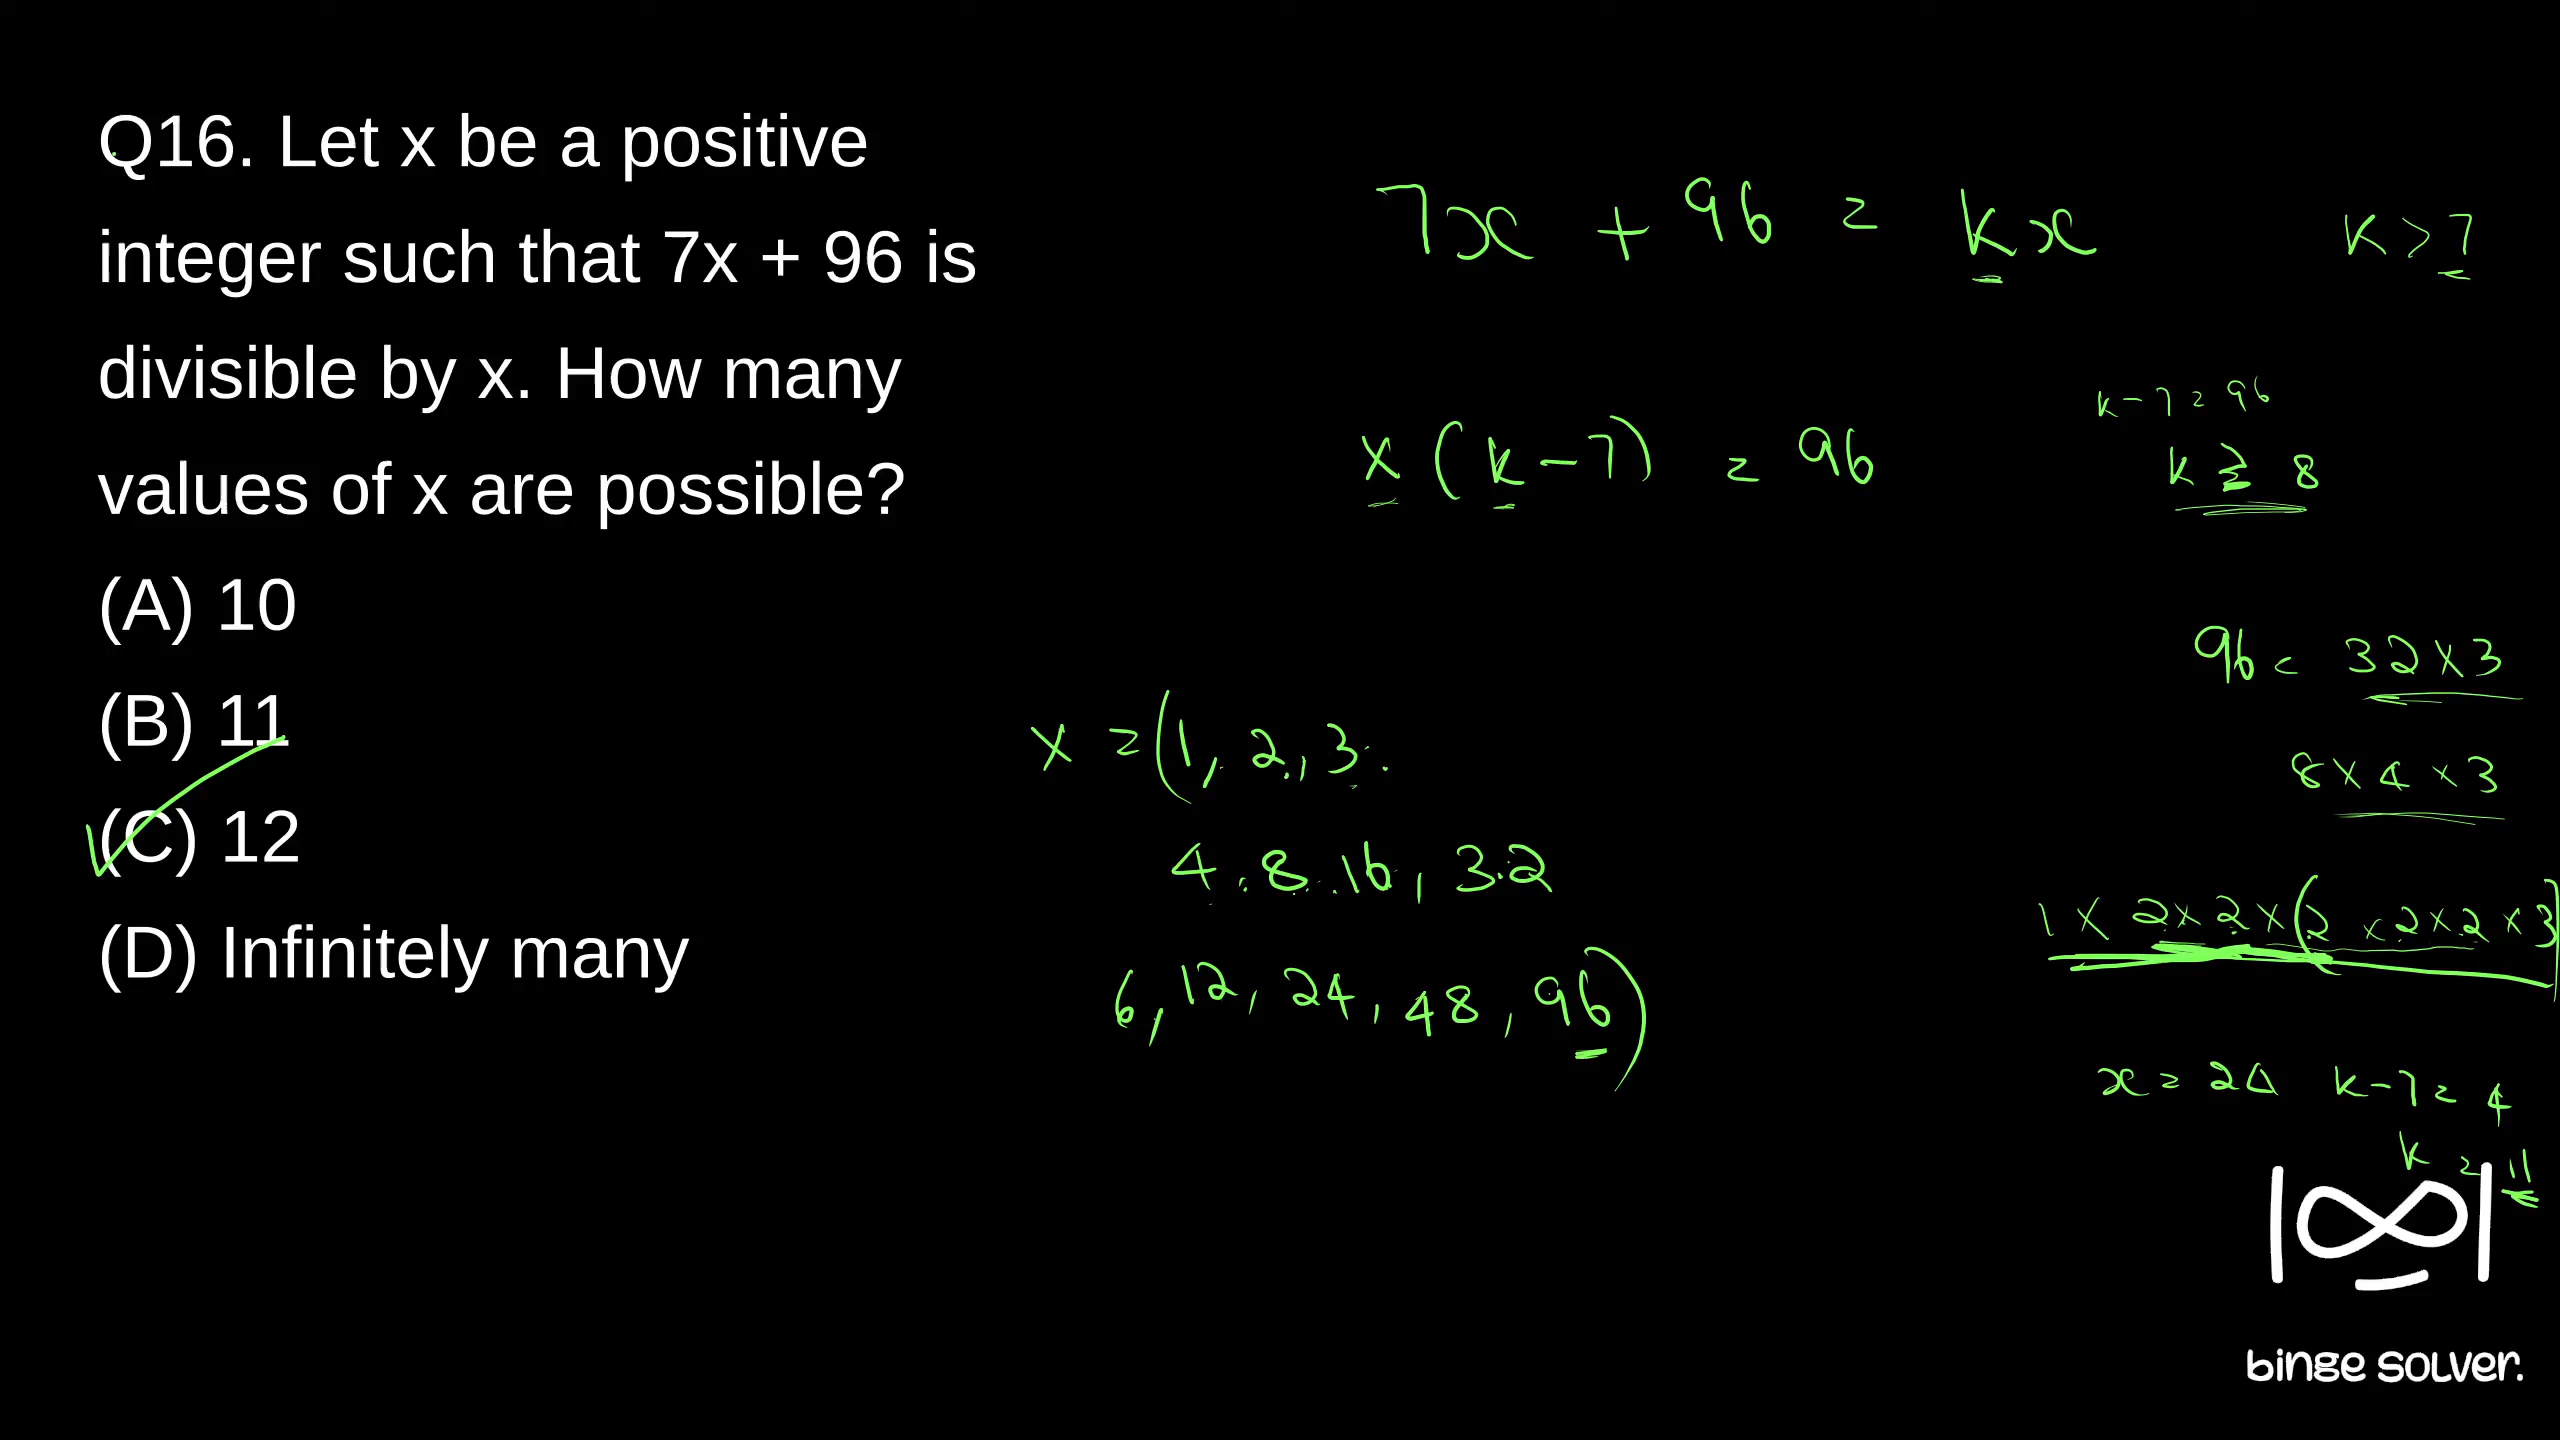 Q16. Let x be a positive
integer such that 7x + 96 is
divisible by x. How many
values of x are possible?
(A) 10
(B) 11
(C) 12
(D) Infinitely many
7x + 96 = kx
k > 7
x (k - 7) = 96
k - 7 = 96
k ≥ 8
96 = 32 x 3
8 x 4 x 3
1 x 2 x 2 x (2 x 2 x 2 x 3)
x = (1, 2, 3,
4, 8, 16, 32
6, 12, 24, 48, 96)
x = 24 k - 7 = 4
k = 11
binge solver.